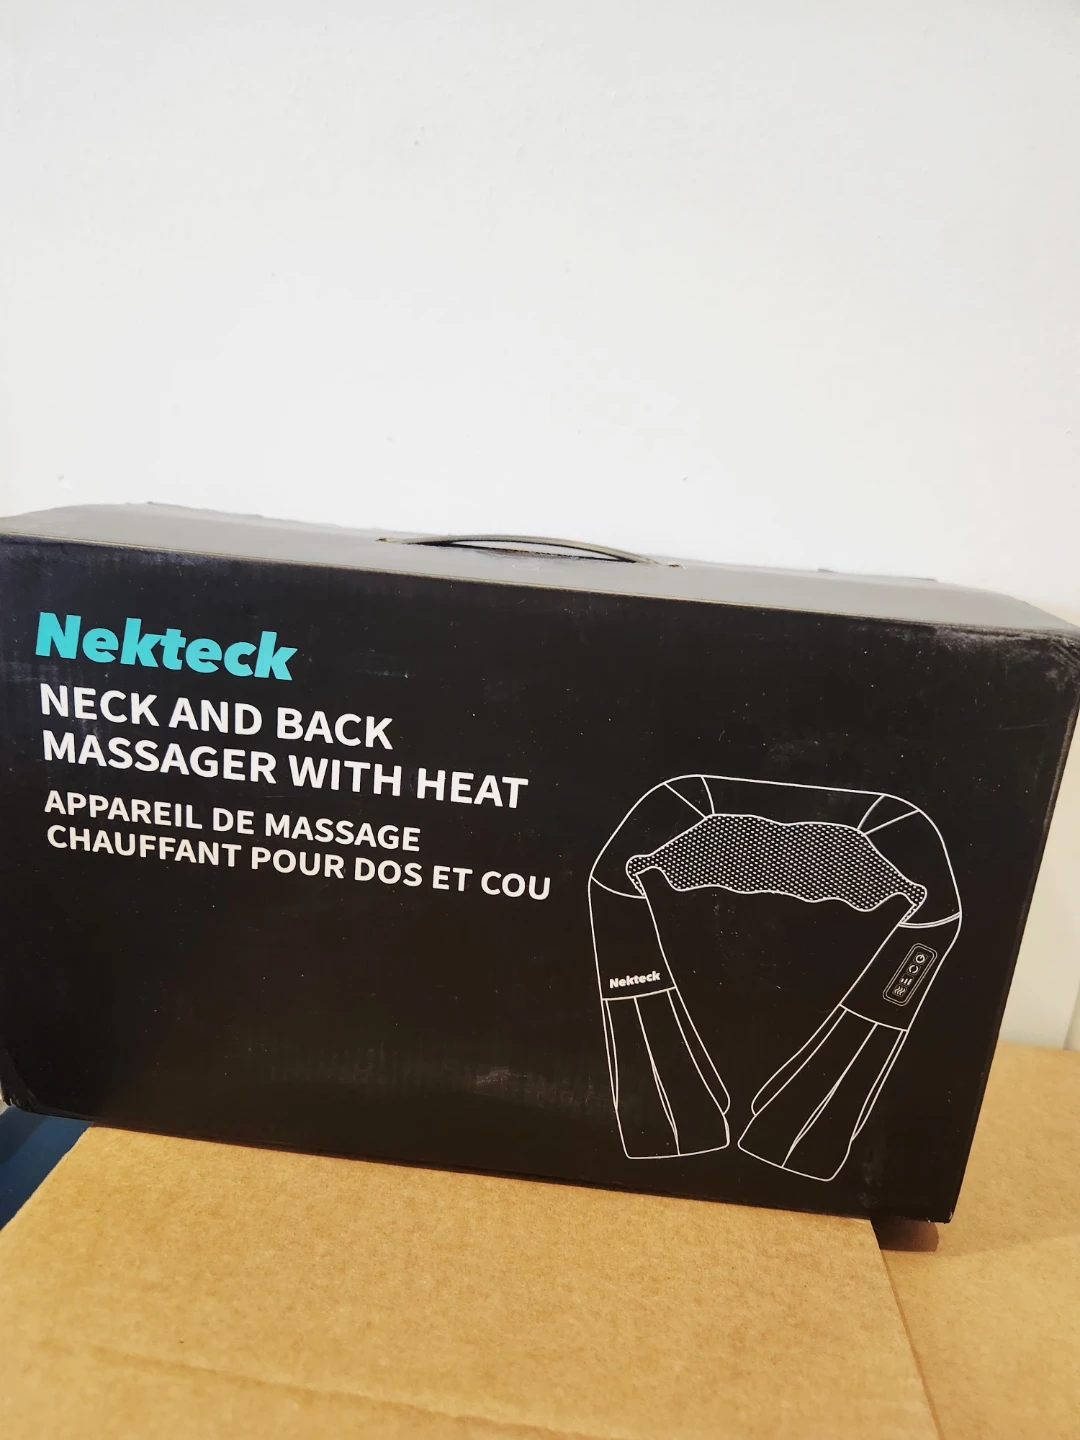 Nekteck
NECK AND BACK
MASSAGER WITH HEAT
APPAREIL DE MASSAGE
CHAUFFANT POUR DOS ET COU
Nekteck